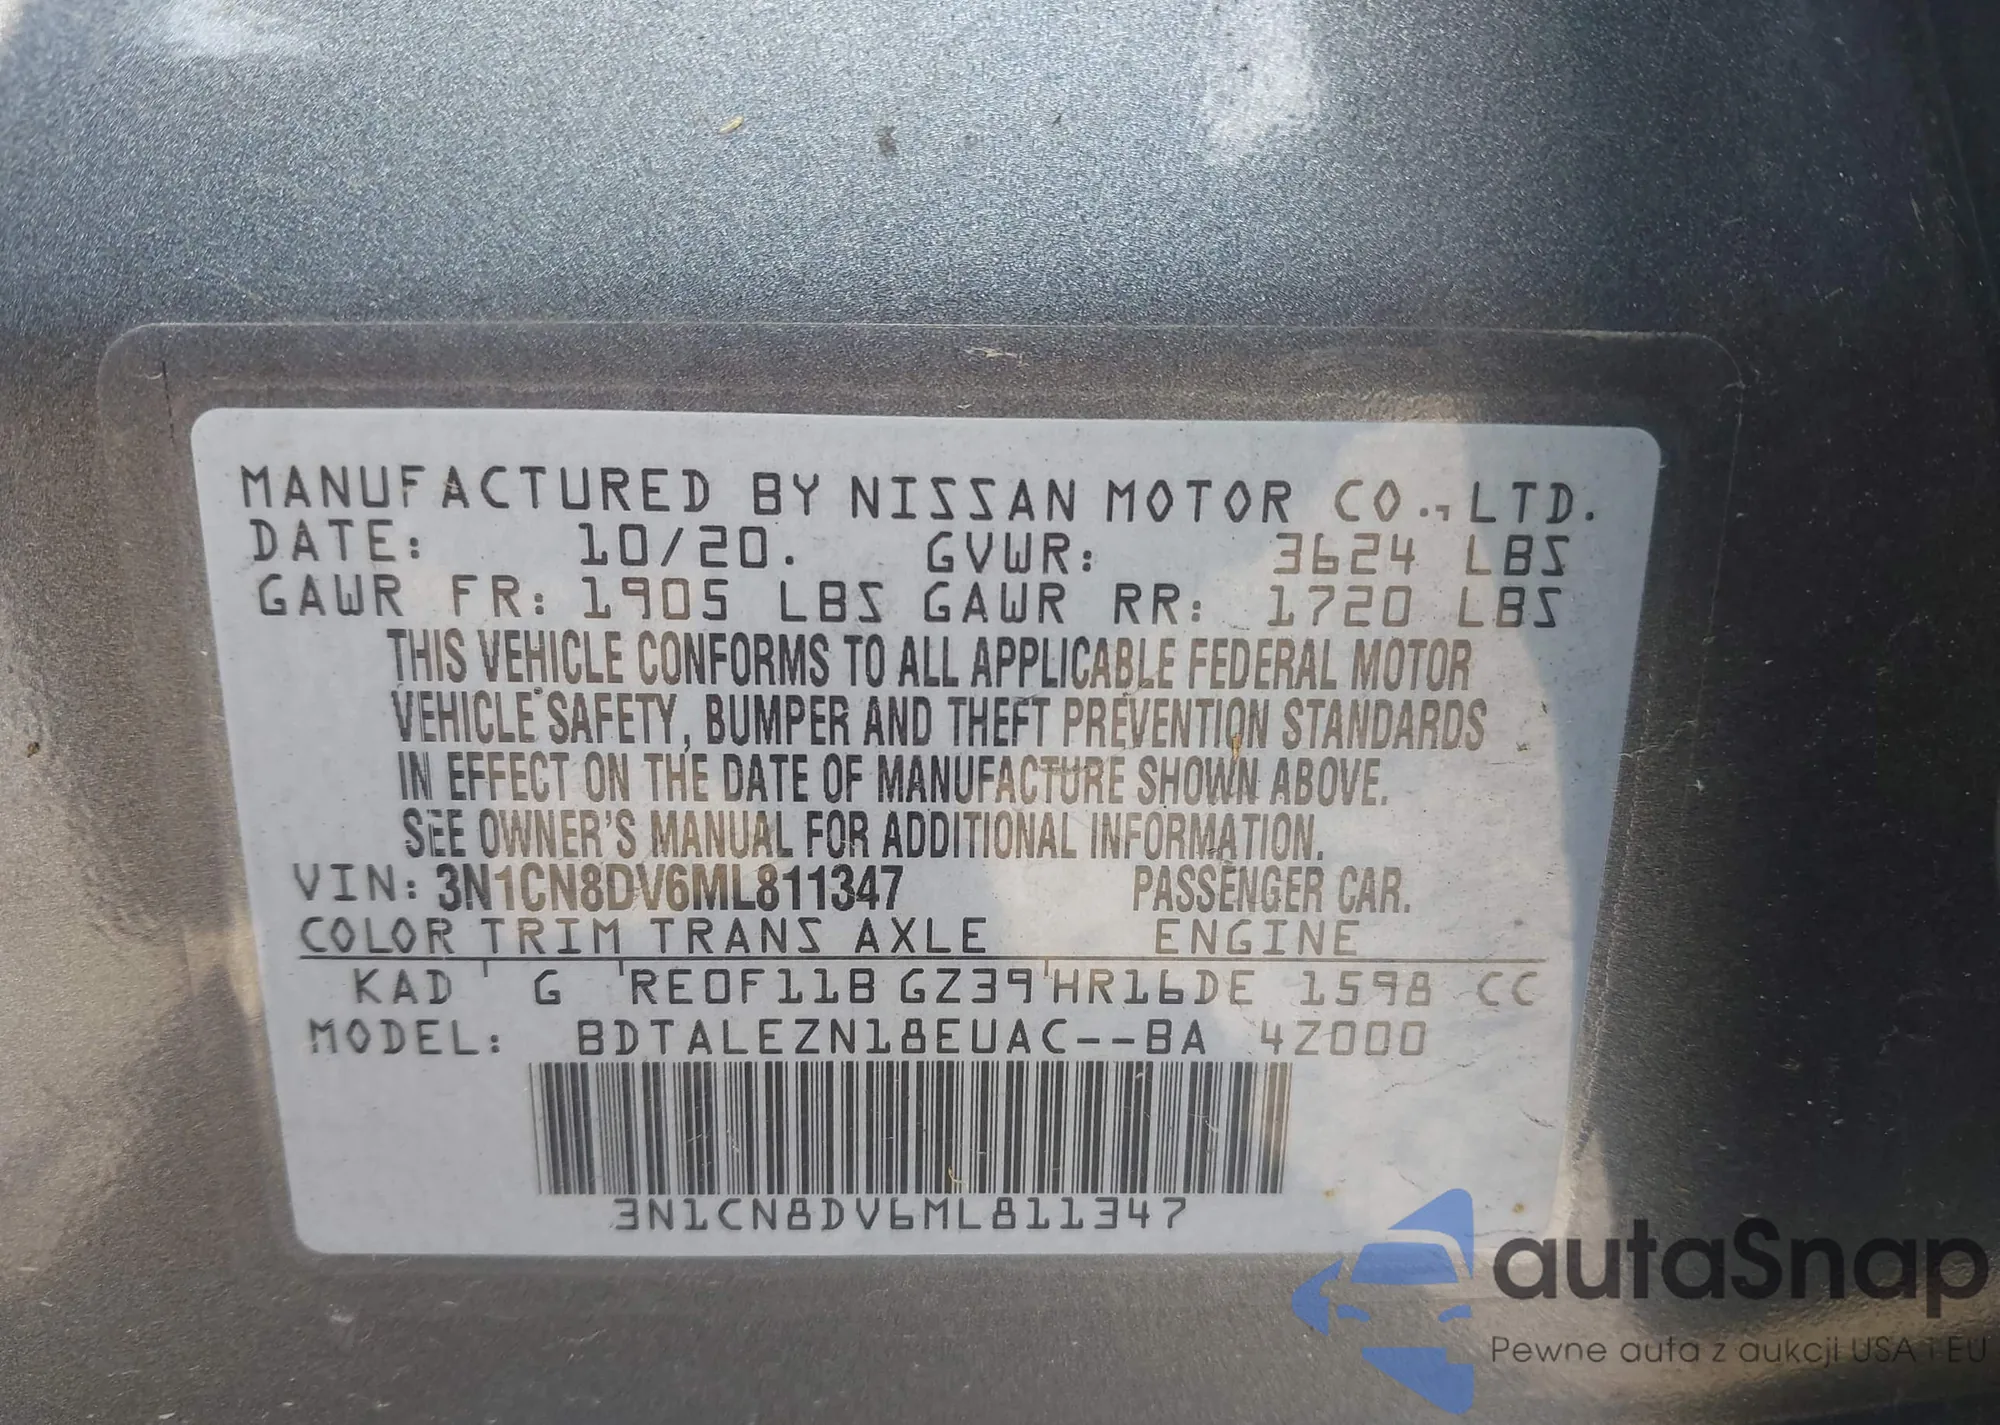 MANUFACTURED BY NISSAN MOTOR CO., LTD.
DATE: 10/20. GVWR: 3624 LBS
GAWR FR: 1905 LBS GAWR RR: 1720 LBS
THIS VEHICLE CONFORMS TO ALL APPLICABLE FEDERAL MOTOR
VEHICLE SAFETY, BUMPER AND THEFT PREVENTION STANDARDS
IN EFFECT ON THE DATE OF MANUFACTURE SHOWN ABOVE.
SEE OWNER'S MANUAL FOR ADDITIONAL INFORMATION.
VIN: 3N1CN8DV6ML811347 PASSENGER CAR.
COLOR TRIM TRANS AXLE ENGINE
KAD G RE0F11B GZ39 HR16DE 1598 CC
MODEL: BDTALEZN18EUAC--BA 4Z000
3N1CN8DV6ML811347
autaSnap
Pewne auta z aukcji USA i EU